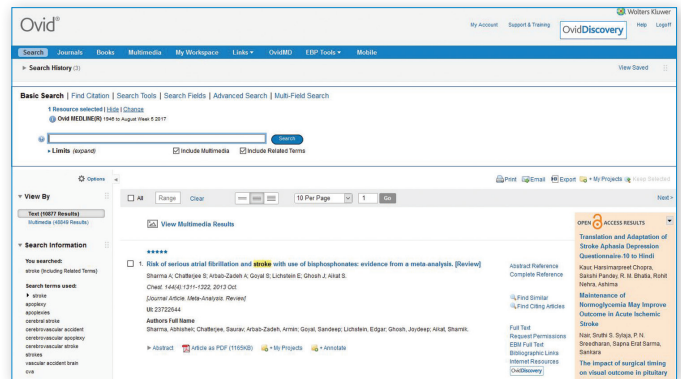 Wolters Kluwer
Ovid®
My Account Support & Training OvidDiscovery Help Logoff
Search Journals Books Multimedia My Workspace Links OvidMD EBP Tools Mobile
Search History (3) View Saved
Basic Search | Find Citation | Search Tools | Search Fields | Advanced Search | Multi-Field Search
1 Resource selected | Hide | Change
Ovid MEDLINE(R) 1946 to August Week 5 2017
Search
Limits (expand) Include Multimedia Include Related Terms
Options
Print Email Export + My Projects Keep Selected
View By
All Range Clear 10 Per Page 1 Go Next>
Text (10877 Results)
Multimedia (49049 Results)
View Multimedia Results
Search Information
You searched:
stroke (including Related Terms)
Search terms used:
stroke
apoplexy
apoplexies
cerebral stroke
cerebrovascular accident
cerebrovascular apoplexy
cerebrovascular stroke
strokes
vascular accident brain
cva
*****
1. Risk of serious atrial fibrillation and stroke with use of bisphosphonates: evidence from a meta-analysis. [Review]
Sharma A; Chatterjee S; Arbab-Zadeh A; Goyal S; Lichstein E; Ghosh J; Aikat S.
Chest. 144(4):1311-1322, 2013 Oct.
[Journal Article. Meta-Analysis. Review]
UI: 23722644
Authors Full Name
Sharma, Abhishek; Chatterjee, Saurav; Arbab-Zadeh, Armin; Goyal, Sandeep; Lichstein, Edgar; Ghosh, Joydeep; Aikat, Shamik.
Abstract Article as PDF (1165KB) + My Projects + Annotate
Abstract Reference
Complete Reference
Find Similar
Find Citing Articles
Full Text
Request Permissions
EBM Full Text
Bibliographic Links
Internet Resources
OvidDiscovery
OPEN ACCESS RESULTS
Translation and Adaptation of
Stroke Aphasia Depression
Questionnaire-10 to Hindi
Kaur, Harsimarpreet Chopra,
Sakshi Pandey, R. M. Bhatia, Rohit
Nehra, Ashima
Maintenance of
Normoglycemia May Improve
Outcome in Acute Ischemic
Stroke
Nair, Sruthi S. Sylaja, P. N.
Sreedharan, Sapna Erat Sarma,
Sankara
The impact of surgical timing
on visual outcome in pituitary